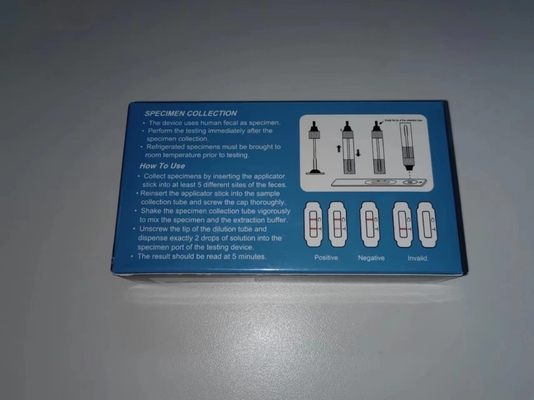 SPECIMEN COLLECTION
• The device uses human fecal as specimen.
• Perform the testing immediately after the
specimen collection.
• Refrigerated specimens must be brought to
room temperature prior to testing.
How To Use
• Collect specimens by inserting the applicator
stick into at least 5 different sites of the feces.
• Reinsert the applicator stick into the sample
collection tube and screw the cap thoroughly.
• Shake the specimen collection tube vigorously
to mix the specimen and the extraction buffer.
• Unscrew the tip of the dilution tube and
dispense exactly 2 drops of solution into the
specimen port of the testing device.
• The result should be read at 5 minutes.
Positive
Negative
Invalid